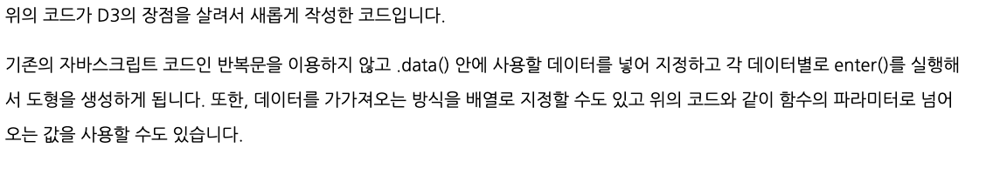 위의 코드가 D3의 장점을 살려서 새롭게 작성한 코드입니다.
기존의 자바스크립트 코드인 반복문을 이용하지 않고 .data() 안에 사용할 데이터를 넣어 지정하고 각 데이터별로 enter()를 실행해
서 도형을 생성하게 됩니다. 또한, 데이터를 가가져오는 방식을 배열로 지정할 수도 있고 위의 코드와 같이 함수의 파라미터로 넘어
오는 값을 사용할 수도 있습니다.